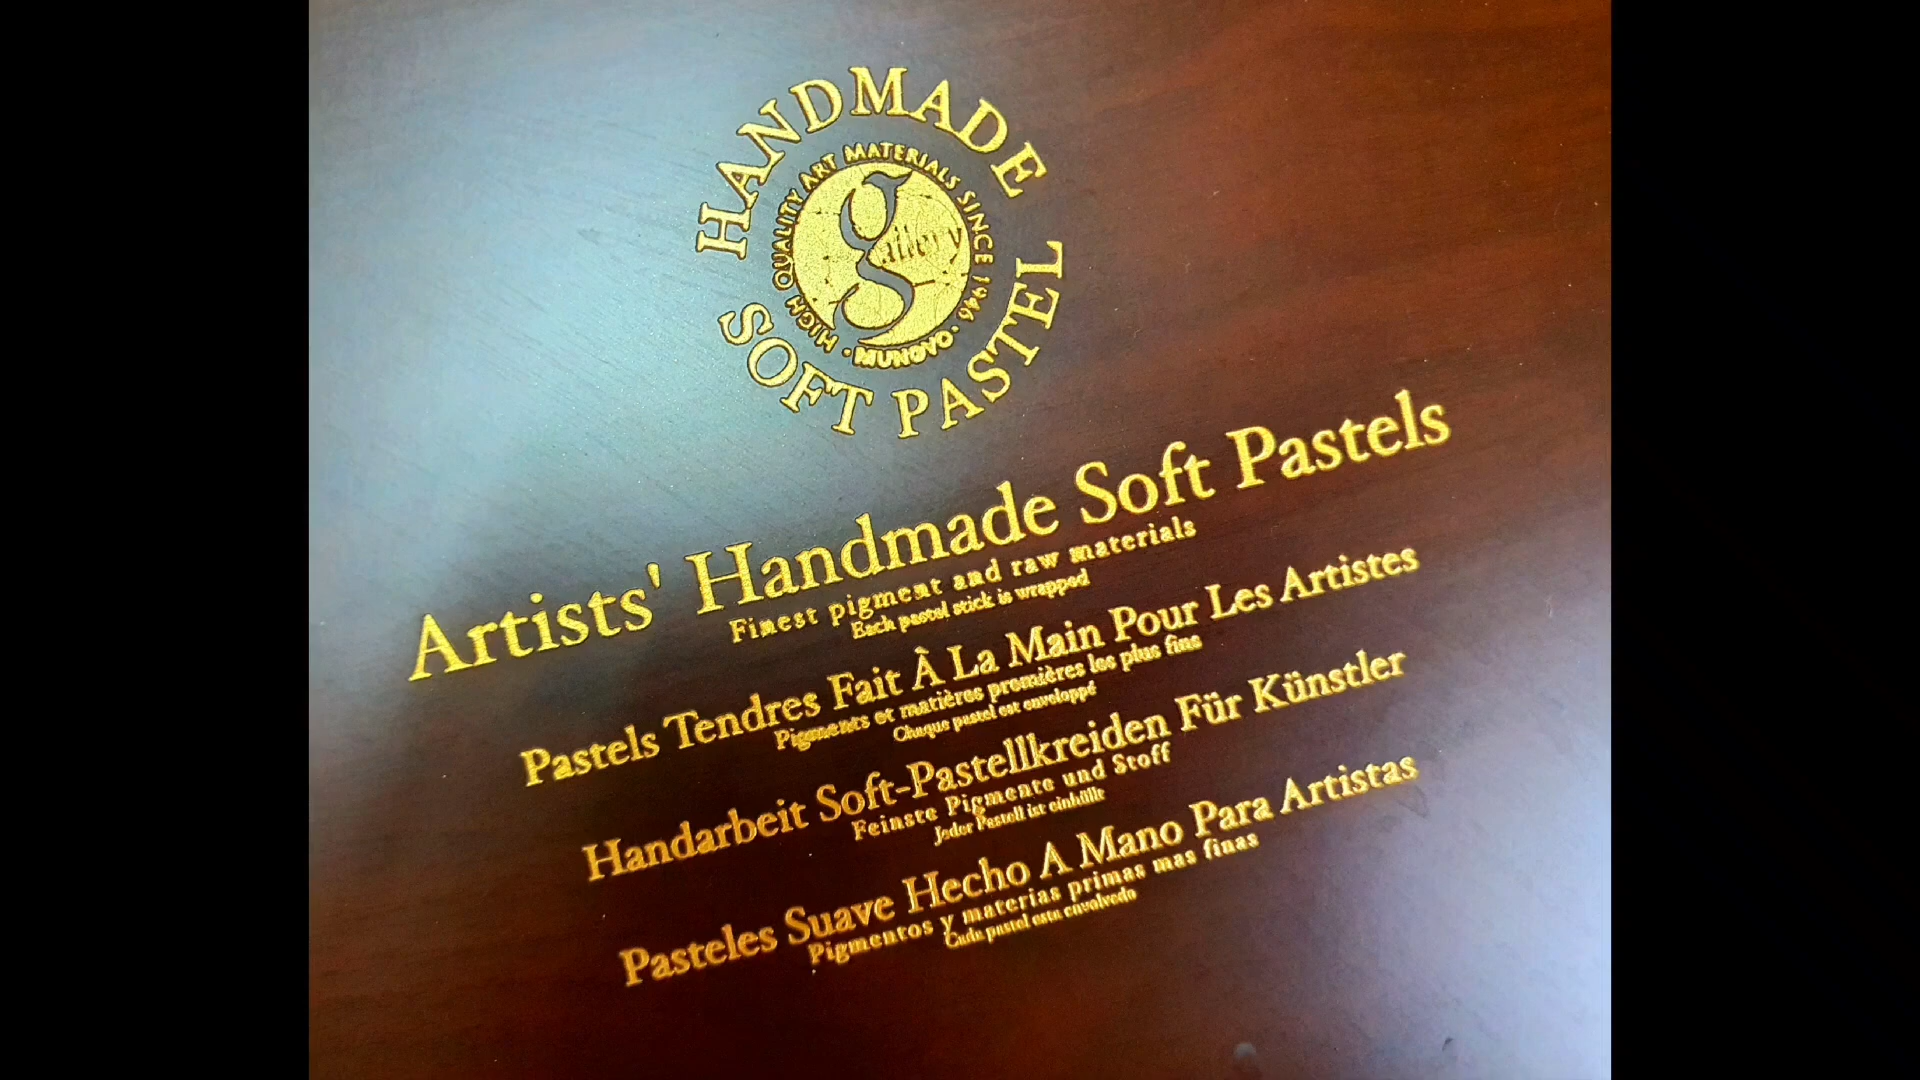 HANDMADE
HIGH QUALITY ART MATERIALS SINCE 1946
gallery
· MUNGYO ·
SOFT PASTEL
Artists' Handmade Soft Pastels
Finest pigment and raw materials
Each pastel stick is wrapped
Pastels Tendres Fait À La Main Pour Les Artistes
Pigments et matières premières les plus fins
Chaque pastel est enveloppé
Handarbeit Soft-Pastellkreiden Für Künstler
Feinste Pigmente und Stoff
Jeder Pastell ist einhüllt
Pasteles Suave Hecho A Mano Para Artistas
Pigmentos y materias primas mas finas
Cada pastel esta envolvedo